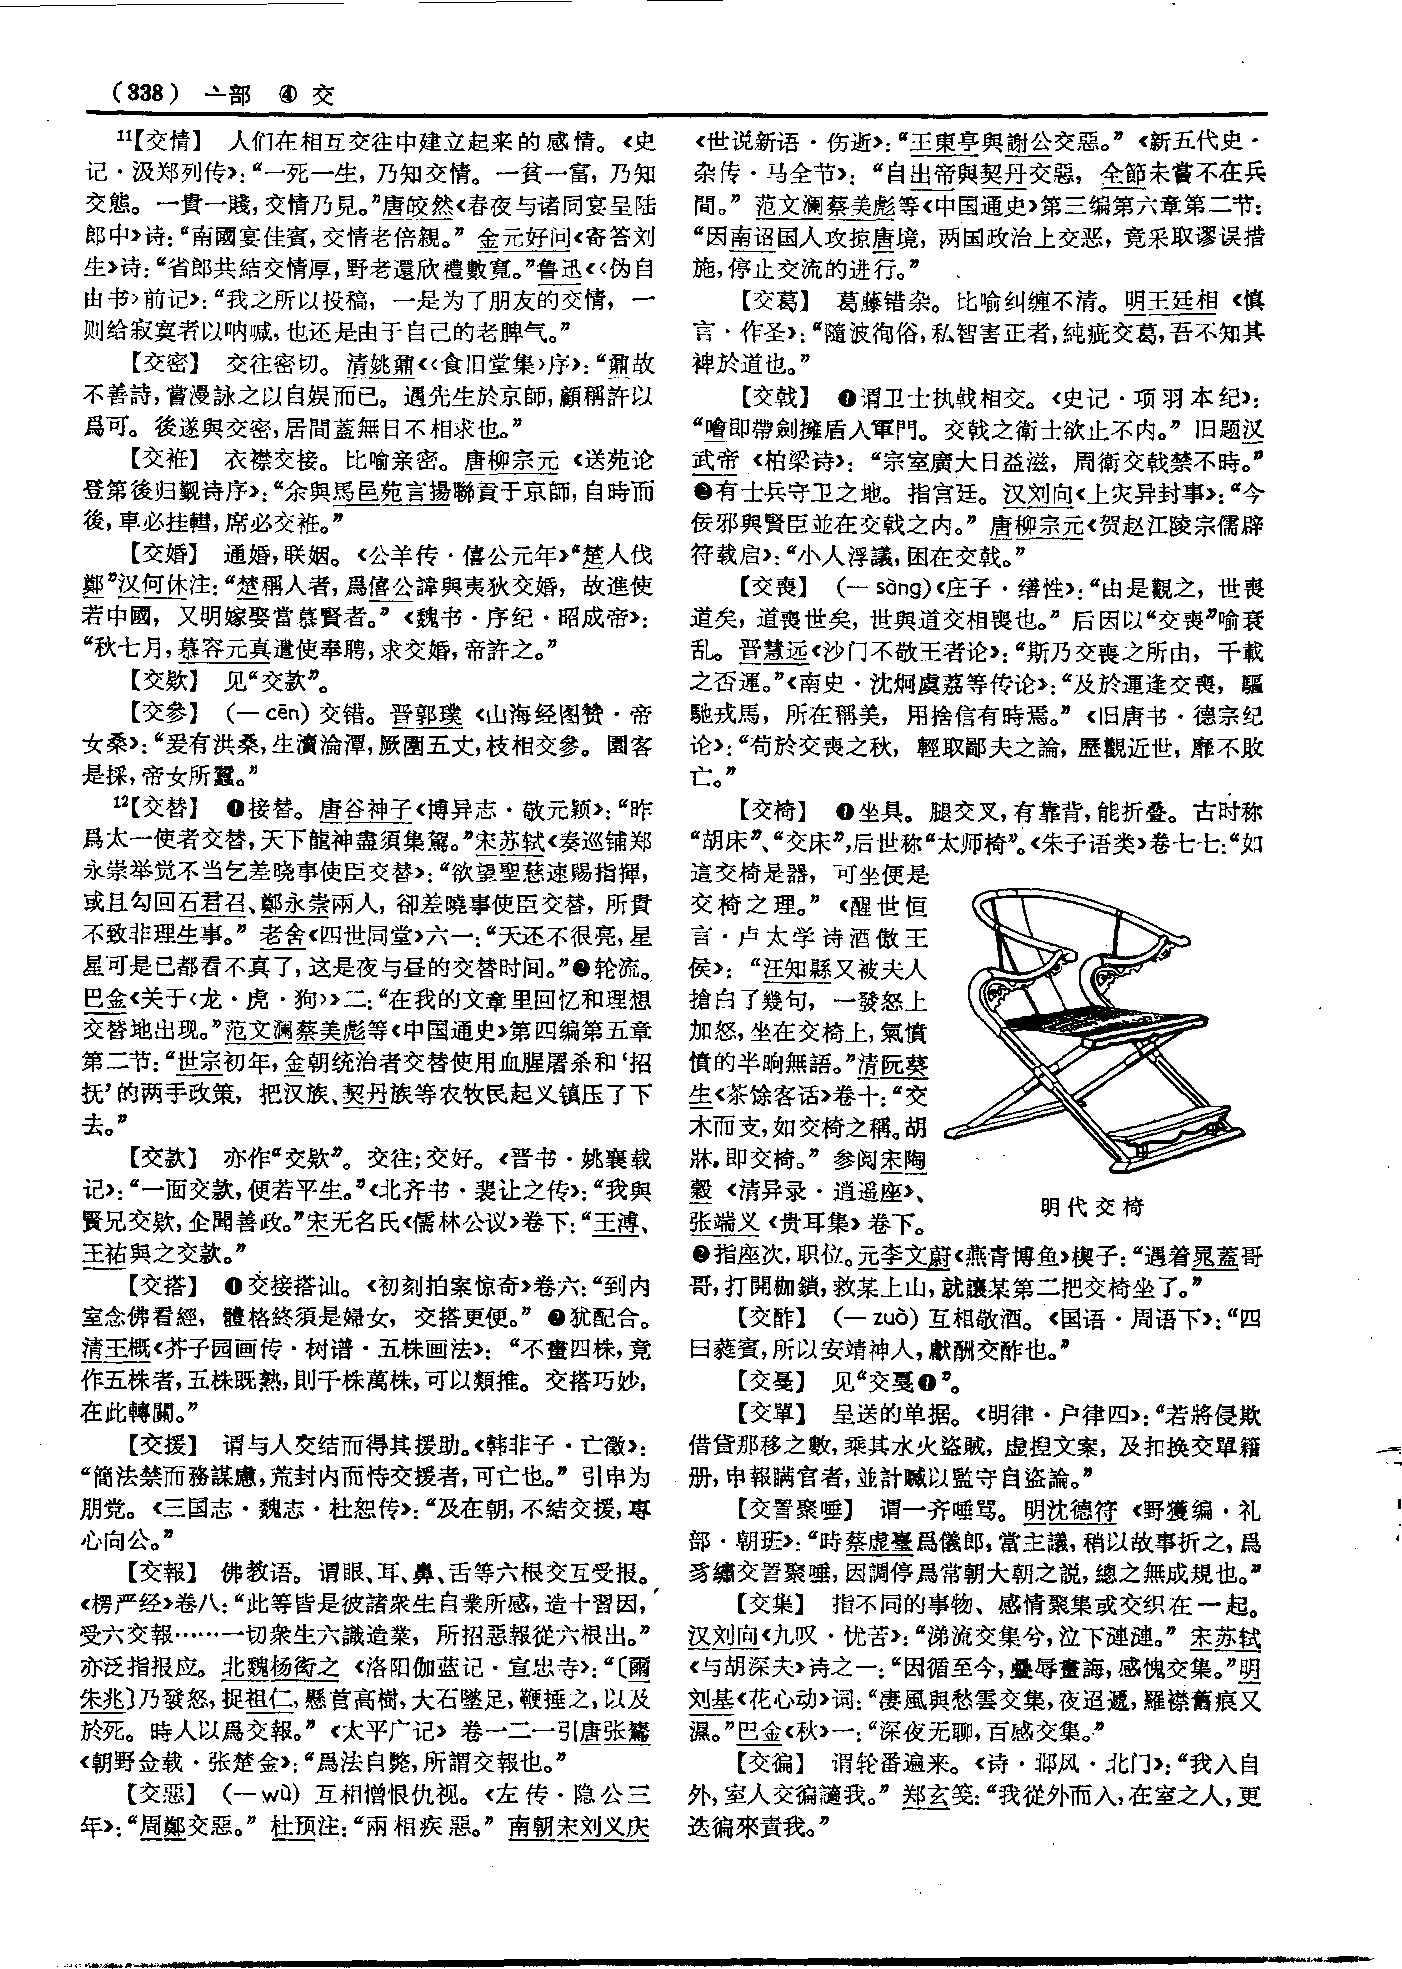 （338） 亠部 ④ 交
¹¹【交情】 人们在相互交往中建立起来的感情。《史
记·汲郑列传》：“一死一生，乃知交情。一貧一富，乃知
交態。一貴一賤，交情乃見。”唐皎然《春夜与诸同宴呈陆
郎中》诗：“南國宴佳賓，交情老倍親。” 金元好问《寄答刘
生》诗：“省郎共結交情厚，野老還欣禮數寬。”鲁迅《〈伪自
由书〉前记》：“我之所以投稿，一是为了朋友的交情，一
则给寂寞者以呐喊，也还是由于自己的老脾气。”
【交密】 交往密切。清姚鼐《〈食旧堂集〉序》：“鼐故
不善詩，嘗漫詠之以自娱而已。遇先生於京師，顧稱許以
爲可。後遂與交密，居間蓋無日不相求也。”
【交袵】 衣襟交接。比喻亲密。唐柳宗元《送苑论
登第後归觐诗序》：“余與馬邑苑言揚聯貢于京師，自時而
後，車必挂轊，席必交袵。”
【交婚】 通婚，联姻。《公羊传·僖公元年》“楚人伐
鄭”汉何休注：“楚稱人者，爲僖公諱與夷狄交婚，故進使
若中國，又明嫁娶當慕賢者。” 《魏书·序纪·昭成帝》：
“秋七月，慕容元真遣使奉聘，求交婚，帝許之。”
【交欵】 见“交款”。
【交參】 （－cēn）交错。晋郭璞《山海经图赞·帝
女桑》：“爰有洪桑，生瀆淪潭，厥圍五丈，枝相交參。園客
是採，帝女所蠶。”
¹²【交替】 ❶接替。唐谷神子《博异志·敬元颖》：“昨
爲太一使者交替，天下龍神盡須集駕。”宋苏轼《奏巡铺郑
永崇举觉不当乞差晓事使臣交替》：“欲望聖慈速賜指揮，
或且勾回石君召、鄭永崇兩人，卻差曉事使臣交替，所貴
不致非理生事。” 老舍《四世同堂》六一：“天还不很亮，星
星可是已都看不真了，这是夜与昼的交替时间。”❷轮流。
巴金《关于〈龙·虎·狗〉》二：“在我的文章里回忆和理想
交替地出现。”范文澜蔡美彪等《中国通史》第四编第五章
第二节：“世宗初年，金朝统治者交替使用血腥屠杀和‘招
抚’的两手政策，把汉族、契丹族等农牧民起义镇压了下
去。”
【交款】 亦作“交欵”。交往；交好。《晋书·姚襄载
记》：“一面交款，便若平生。”《北齐书·裴让之传》：“我與
賢兄交欵，企聞善政。”宋无名氏《儒林公议》卷下：“王溥、
王祐與之交款。”
【交搭】 ❶交接搭讪。《初刻拍案惊奇》卷六：“到内
室念佛看經，體格終須是婦女，交搭更便。” ❷犹配合。
清王概《芥子园画传·树谱·五株画法》：“不畫四株，竟
作五株者，五株既熟，則千株萬株，可以類推。交搭巧妙，
在此轉關。”
【交援】 谓与人交结而得其援助。《韩非子·亡徵》：
“簡法禁而務謀慮，荒封内而恃交援者，可亡也。” 引申为
朋党。《三国志·魏志·杜恕传》：“及在朝，不結交援，專
心向公。”
【交報】 佛教语。谓眼、耳、鼻、舌等六根交互受报。
《楞严经》卷八：“此等皆是彼諸衆生自業所感，造十習因，
受六交報……一切衆生六識造業，所招惡報從六根出。”
亦泛指报应。北魏杨衒之《洛阳伽蓝记·宣忠寺》：“〔爾
朱兆〕乃發怒，捉祖仁，懸首高樹，大石墜足，鞭捶之，以及
於死。時人以爲交報。” 《太平广记》卷一二一引唐张鷟
《朝野佥载·张楚金》：“爲法自斃，所謂交報也。”
【交惡】 （－wù）互相憎恨仇视。《左传·隐公三
年》：“周鄭交惡。” 杜预注：“兩相疾惡。” 南朝宋刘义庆
《世说新语·伤逝》：“王東亭與謝公交惡。” 《新五代史·
杂传·马全节》：“自出帝與契丹交惡，全節未嘗不在兵
間。” 范文澜蔡美彪等《中国通史》第三编第六章第二节：
“因南诏国人攻掠唐境，两国政治上交恶，竟采取谬误措
施，停止交流的进行。”
【交葛】 葛藤错杂。比喻纠缠不清。明王廷相《慎
言·作圣》：“隨波徇俗，私智害正者，純疵交葛，吾不知其
裨於道也。”
【交戟】 ❶谓卫士执戟相交。《史记·项羽本纪》：
“噲即帶劍擁盾入軍門。交戟之衛士欲止不内。” 旧题汉
武帝《柏梁诗》：“宗室廣大日益滋，周衛交戟禁不時。”
❷有士兵守卫之地。指宫廷。汉刘向《上灾异封事》：“今
佞邪與賢臣並在交戟之内。” 唐柳宗元《贺赵江陵宗儒辟
符载启》：“小人浮議，困在交戟。”
【交喪】 （－sàng）《庄子·缮性》：“由是觀之，世喪
道矣，道喪世矣，世與道交相喪也。” 后因以“交喪”喻衰
乱。晋慧远《沙门不敬王者论》：“斯乃交喪之所由，千載
之否運。”《南史·沈炯虞荔等传论》：“及於運逢交喪，驅
馳戎馬，所在稱美，用捨信有時焉。” 《旧唐书·德宗纪
论》：“苟於交喪之秋，輕取鄙夫之論，歷觀近世，靡不敗
亡。”
【交椅】 ❶坐具。腿交叉，有靠背，能折叠。古时称
“胡床”、“交床”，后世称“太师椅”。《朱子语类》卷七七：“如
這交椅是器，可坐便是
交椅之理。” 《醒世恒
言·卢太学诗酒傲王
侯》：“汪知縣又被夫人
搶白了幾句，一發怒上
加怒，坐在交椅上，氣憤
憤的半晌無語。”清阮葵
生《茶馀客话》卷十：“交
木而支，如交椅之稱。胡
牀，即交椅。” 参阅宋陶
穀《清异录·逍遥座》、
张端义《贵耳集》卷下。
明代交椅
❷指座次，职位。元李文蔚《燕青博鱼》楔子：“遇着晁蓋哥
哥，打開枷鎖，救某上山，就讓某第二把交椅坐了。”
【交酢】 （－zuò）互相敬酒。《国语·周语下》：“四
曰蕤賓，所以安靖神人，獻酬交酢也。”
【交戞】 见“交戛❶”。
【交單】 呈送的单据。《明律·户律四》：“若將侵欺
借貸那移之數，乘其水火盜賊，虚揑文案，及扣换交單籍
册，申報瞞官者，並計贓以監守自盗論。”
【交詈聚唾】 谓一齐唾骂。明沈德符《野獲编·礼
部·朝班》：“時蔡虚臺爲儀郎，當主議，稍以故事折之，爲
豸繡交詈聚唾，因調停爲常朝大朝之説，總之無成規也。”
【交集】 指不同的事物、感情聚集或交织在一起。
汉刘向《九叹·忧苦》：“涕流交集兮，泣下漣漣。” 宋苏轼
《与胡深夫》诗之一：“因循至今，疊辱畫誨，感愧交集。”明
刘基《花心动》词：“凄風與愁雲交集，夜迢遞，羅襟舊痕又
濕。”巴金《秋》一：“深夜无聊，百感交集。”
【交徧】 谓轮番遍来。《诗·邶风·北门》：“我入自
外，室人交徧讁我。” 郑玄笺：“我從外而入，在室之人，更
迭徧來責我。”